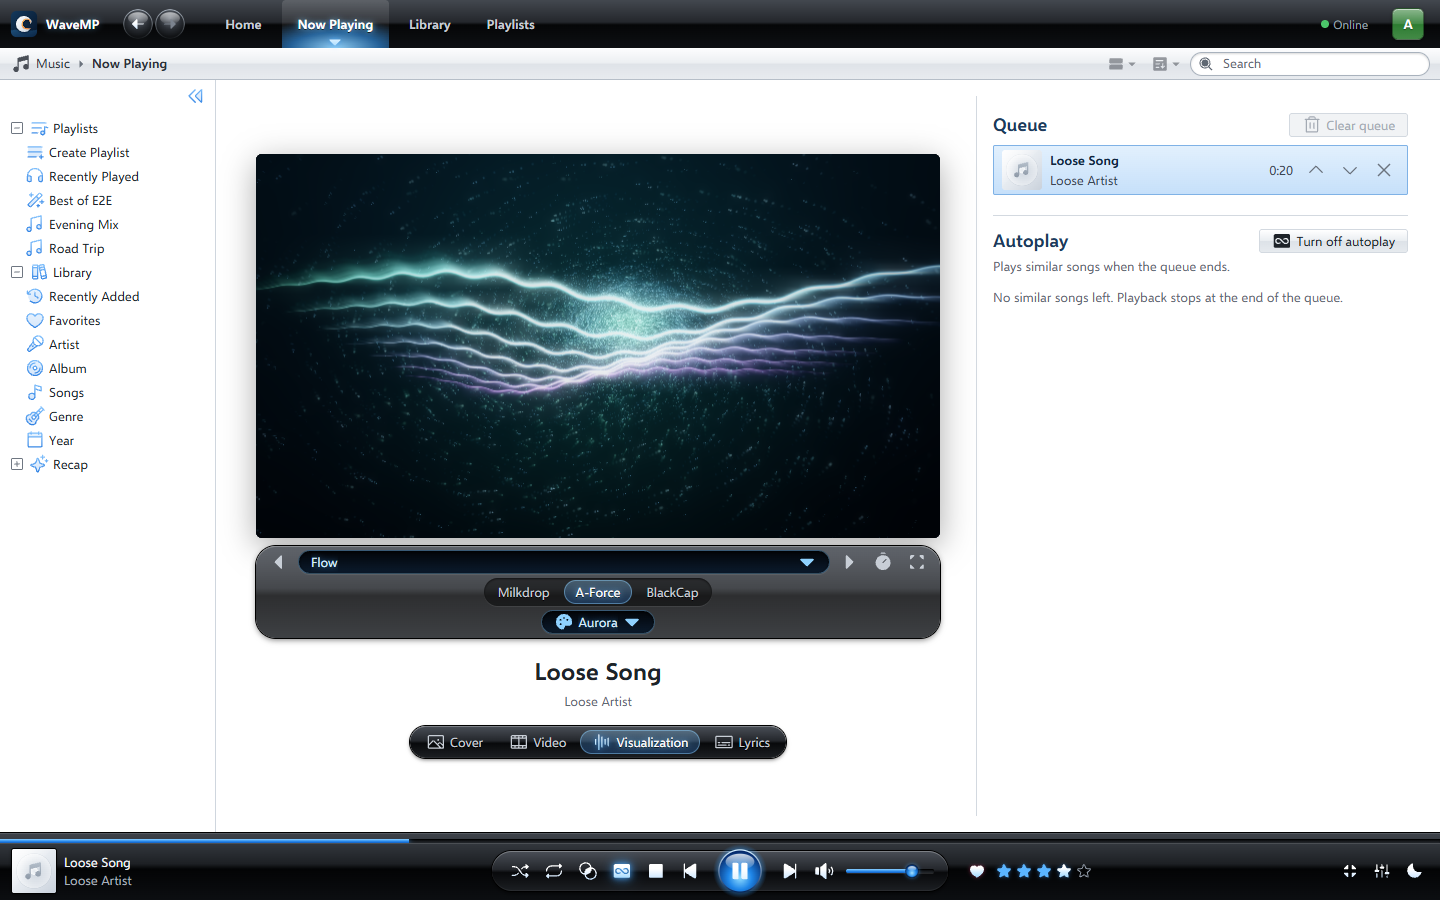 WaveMP
Home
Now Playing
Library
Playlists
Online
A
Music
Now Playing
Search
Playlists
Create Playlist
Recently Played
Best of E2E
Evening Mix
Road Trip
Library
Recently Added
Favorites
Artist
Album
Songs
Genre
Year
Recap
Flow
Milkdrop
A-Force
BlackCap
Aurora
Loose Song
Loose Artist
Cover
Video
Visualization
Lyrics
Queue
Clear queue
Loose Song
Loose Artist
0:20
Autoplay
Turn off autoplay
Plays similar songs when the queue ends.
No similar songs left. Playback stops at the end of the queue.
Loose Song
Loose Artist